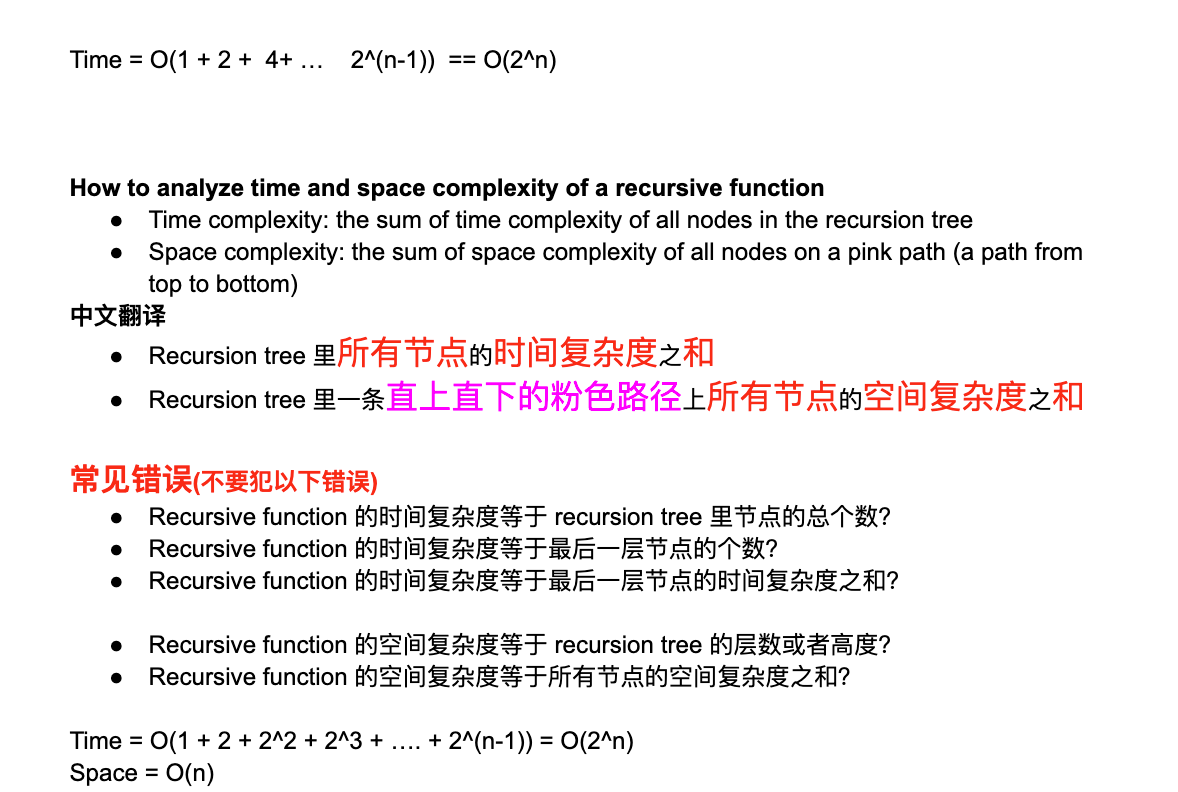 Time = O(1 + 2 +  4+ …    2^(n-1))  == O(2^n)
How to analyze time and space complexity of a recursive function
● Time complexity: the sum of time complexity of all nodes in the recursion tree
● Space complexity: the sum of space complexity of all nodes on a pink path (a path from
top to bottom)
中文翻译
● Recursion tree 里所有节点的时间复杂度之和
● Recursion tree 里一条直上直下的粉色路径上所有节点的空间复杂度之和
常见错误(不要犯以下错误)
● Recursive function 的时间复杂度等于 recursion tree 里节点的总个数?
● Recursive function 的时间复杂度等于最后一层节点的个数?
● Recursive function 的时间复杂度等于最后一层节点的时间复杂度之和?
● Recursive function 的空间复杂度等于 recursion tree 的层数或者高度?
● Recursive function 的空间复杂度等于所有节点的空间复杂度之和?
Time = O(1 + 2 + 2^2 + 2^3 + …. + 2^(n-1)) = O(2^n)
Space = O(n)